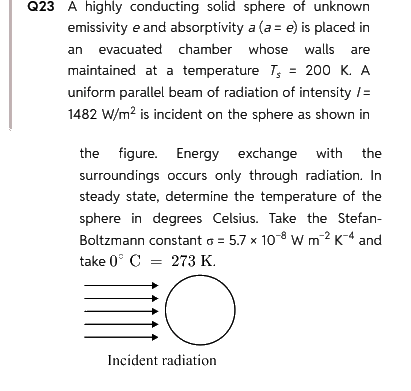 Q23 A highly conducting solid sphere of unknown
emissivity e and absorptivity a (a = e) is placed in
an evacuated chamber whose walls are
maintained at a temperature Tₛ = 200 K. A
uniform parallel beam of radiation of intensity I =
1482 W/m² is incident on the sphere as shown in
the figure. Energy exchange with the
surroundings occurs only through radiation. In
steady state, determine the temperature of the
sphere in degrees Celsius. Take the Stefan-
Boltzmann constant σ = 5.7 × 10⁻⁸ W m⁻² K⁻⁴ and
take 0° C = 273 K.
Incident radiation